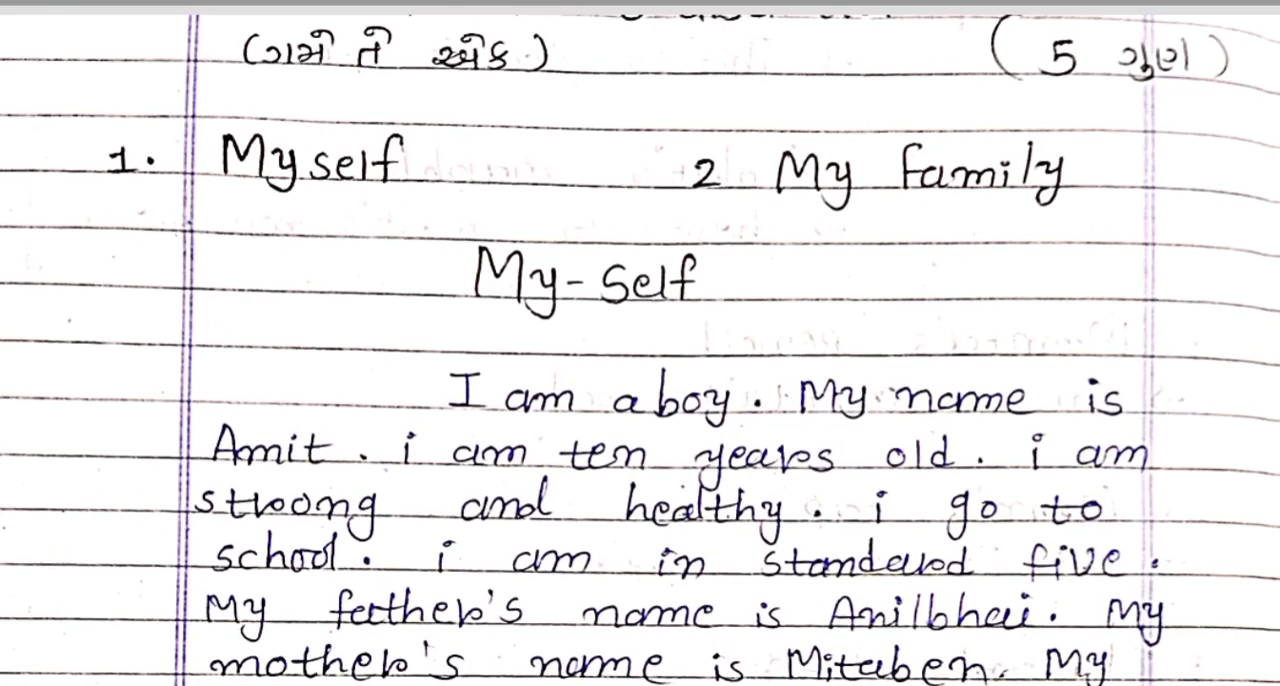 (ગમે તે એક) (5 ગુણ)
1. Myself 2 My family
My-Self
I am a boy. My name is
Amit. i am ten years old. i am
strong and healthy. i go to
school. i am in standerd five.
My father's name is Anilbhai. My
mother's name is Mitaben. My